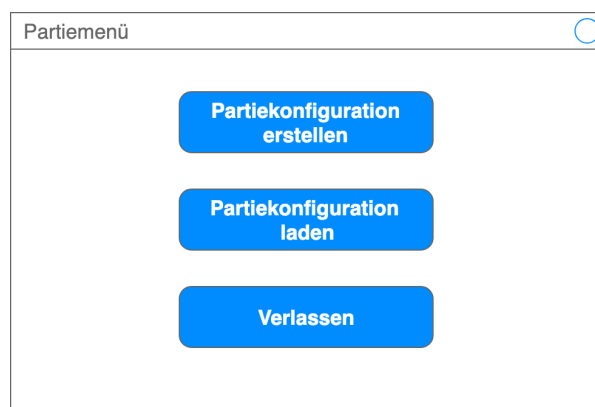 Partiemenü
Partiekonfiguration
erstellen
Partiekonfiguration
laden
Verlassen